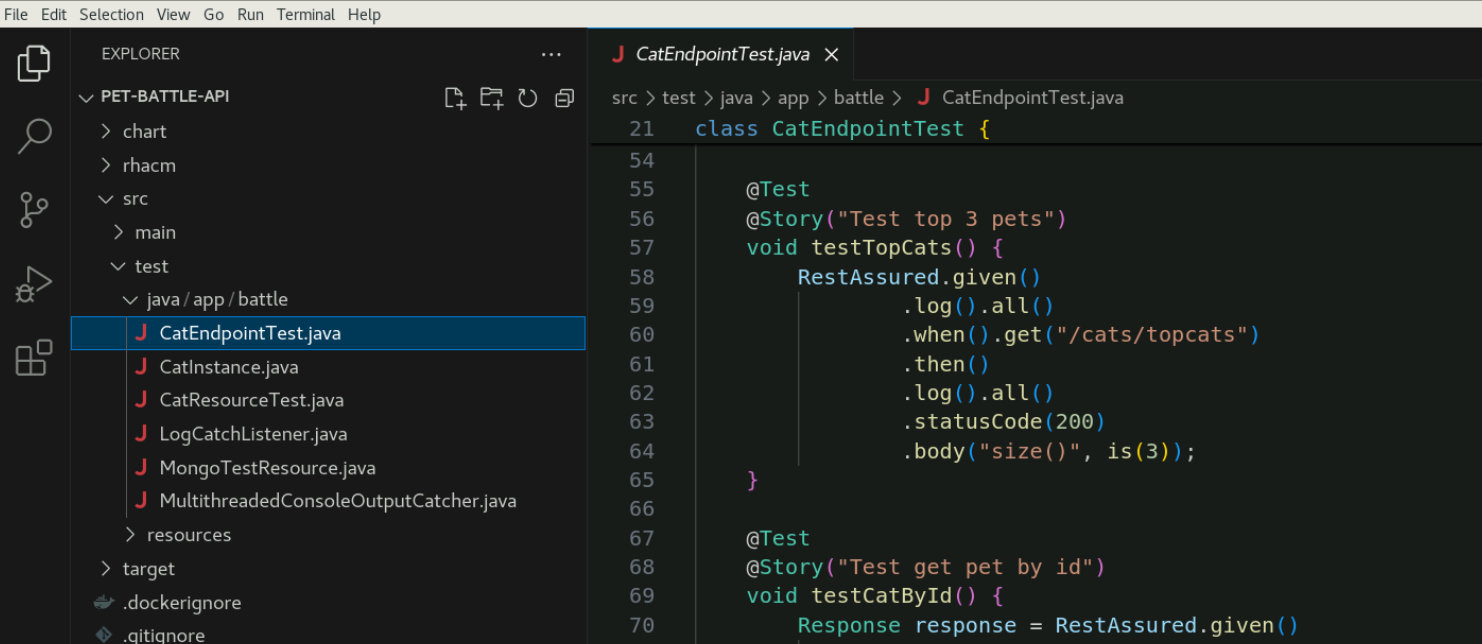 File Edit Selection View Go Run Terminal Help
EXPLORER
PET-BATTLE-API
chart
rhacm
src
main
test
java / app / battle
CatEndpointTest.java
CatInstance.java
CatResourceTest.java
LogCatchListener.java
MongoTestResource.java
MultithreadedConsoleOutputCatcher.java
resources
target
.dockerignore
.gitignore
CatEndpointTest.java
src > test > java > app > battle > CatEndpointTest.java
21 class CatEndpointTest {
54
55 @Test
56 @Story("Test top 3 pets")
57 void testTopCats() {
58 RestAssured.given()
59 .log().all()
60 .when().get("/cats/topcats")
61 .then()
62 .log().all()
63 .statusCode(200)
64 .body("size()", is(3));
65 }
66
67 @Test
68 @Story("Test get pet by id")
69 void testCatById() {
70 Response response = RestAssured.given()